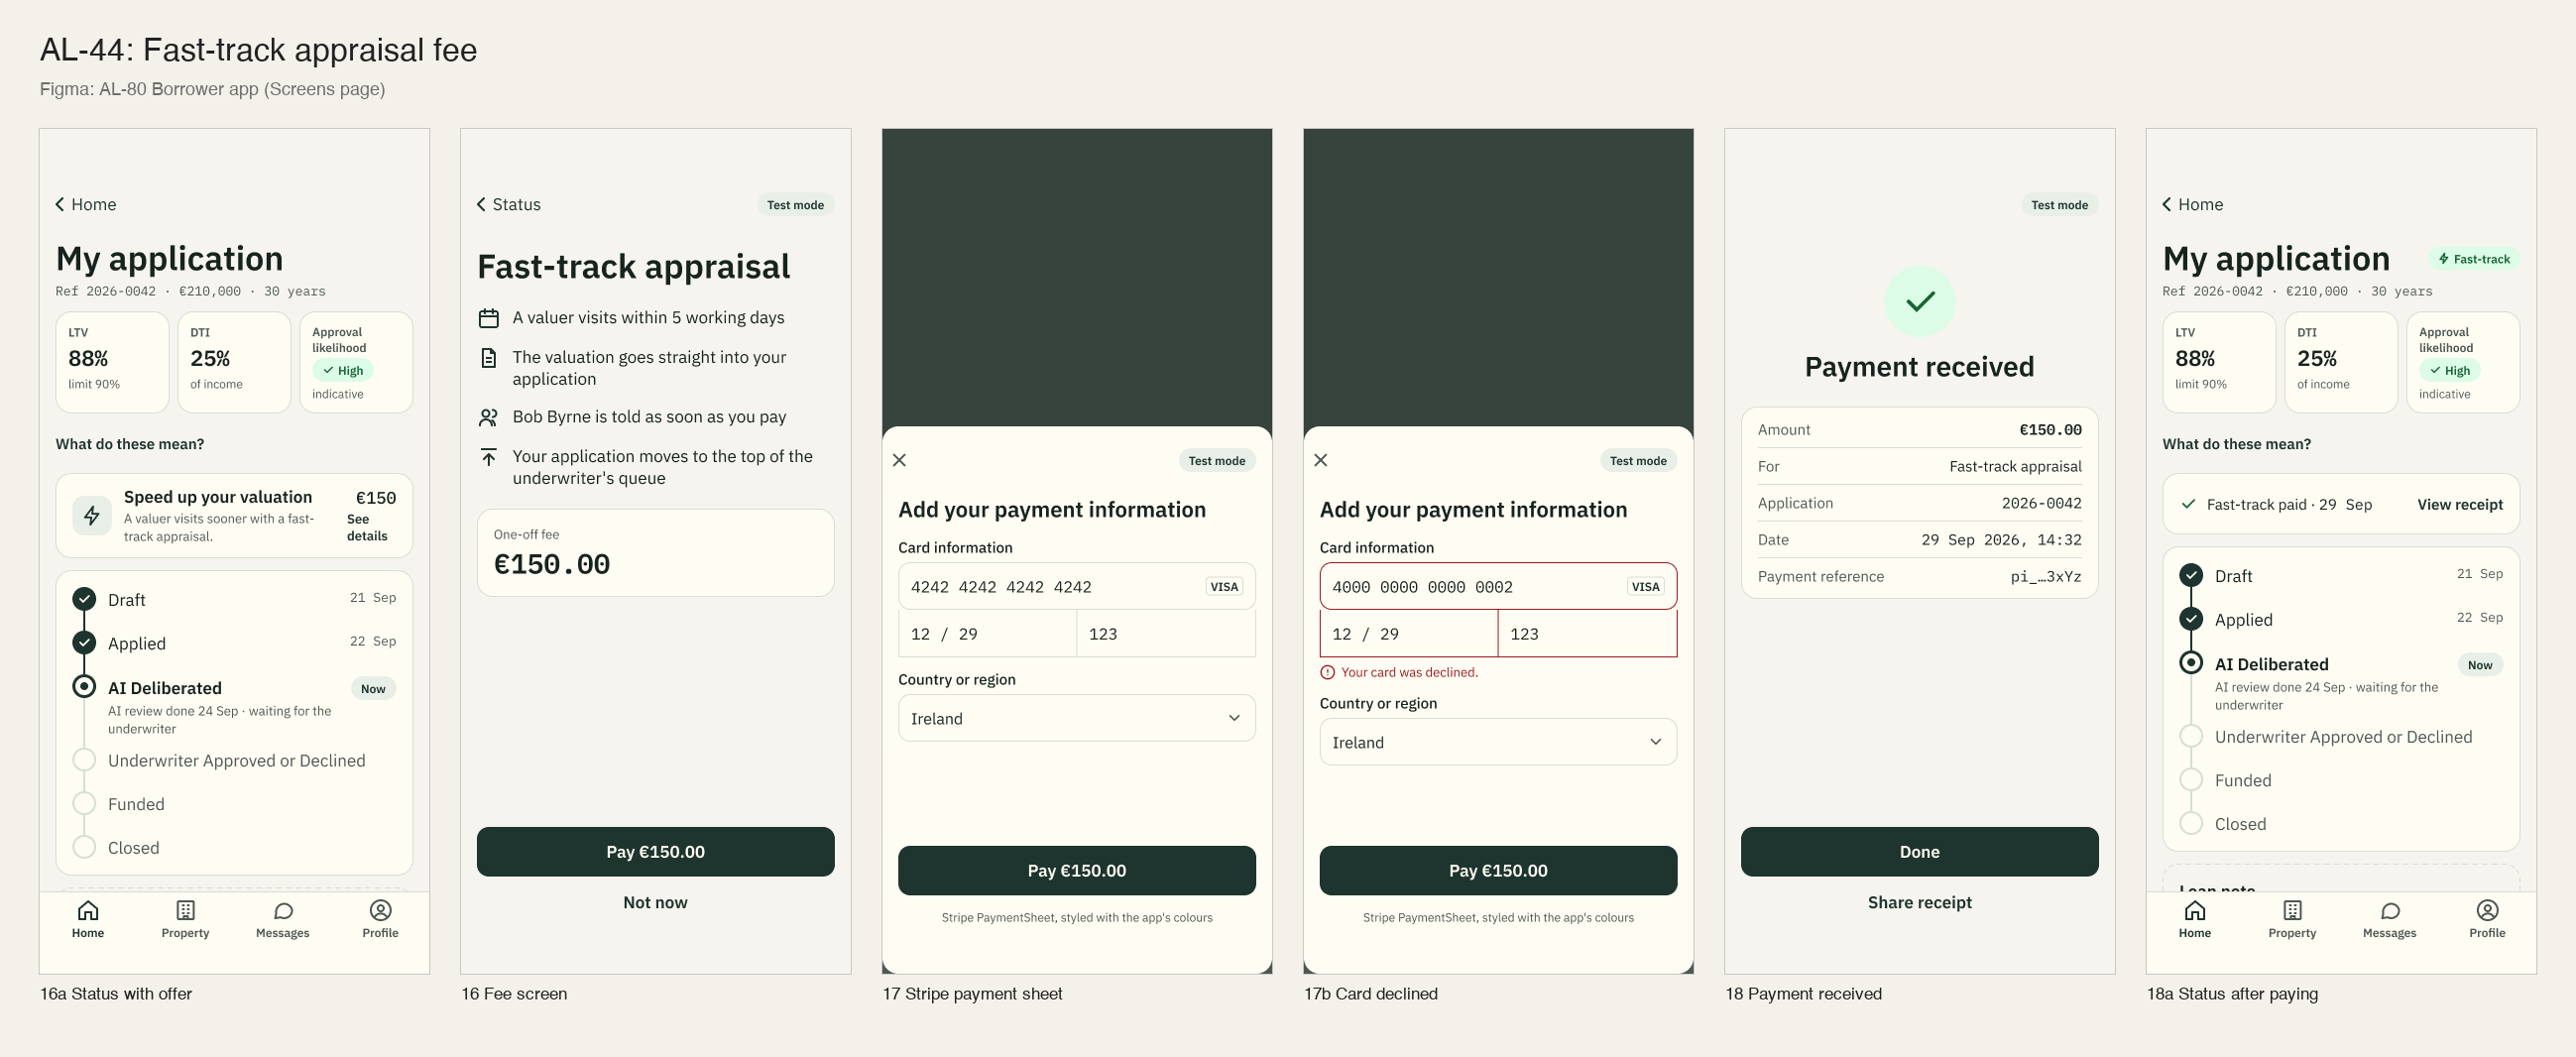 AL-44: Fast-track appraisal fee
Figma: AL-80 Borrower app (Screens page)
Home
My application
Ref 2026-0042 · €210,000 · 30 years
LTV
88%
limit 90%
DTI
25%
of income
Approval
likelihood
High
indicative
What do these mean?
Speed up your valuation
A valuer visits sooner with a fast-
track appraisal.
€150
See
details
Draft
21 Sep
Applied
22 Sep
AI Deliberated
Now
AI review done 24 Sep · waiting for the
underwriter
Underwriter Approved or Declined
Funded
Closed
Home
Property
Messages
Profile
16a Status with offer
Status
Test mode
Fast-track appraisal
A valuer visits within 5 working days
The valuation goes straight into your
application
Bob Byrne is told as soon as you pay
Your application moves to the top of the
underwriter's queue
One-off fee
€150.00
Pay €150.00
Not now
16 Fee screen
Test mode
Add your payment information
Card information
4242 4242 4242 4242
VISA
12 / 29
123
Country or region
Ireland
Pay €150.00
Stripe PaymentSheet, styled with the app's colours
17 Stripe payment sheet
Test mode
Add your payment information
Card information
4000 0000 0000 0002
VISA
12 / 29
123
Your card was declined.
Country or region
Ireland
Pay €150.00
Stripe PaymentSheet, styled with the app's colours
17b Card declined
Test mode
Payment received
Amount
€150.00
For
Fast-track appraisal
Application
2026-0042
Date
29 Sep 2026, 14:32
Payment reference
pi_…3xYz
Done
Share receipt
18 Payment received
Home
My application
Fast-track
Ref 2026-0042 · €210,000 · 30 years
LTV
88%
limit 90%
DTI
25%
of income
Approval
likelihood
High
indicative
What do these mean?
Fast-track paid · 29 Sep
View receipt
Draft
21 Sep
Applied
22 Sep
AI Deliberated
Now
AI review done 24 Sep · waiting for the
underwriter
Underwriter Approved or Declined
Funded
Closed
Home
Property
Messages
Profile
18a Status after paying